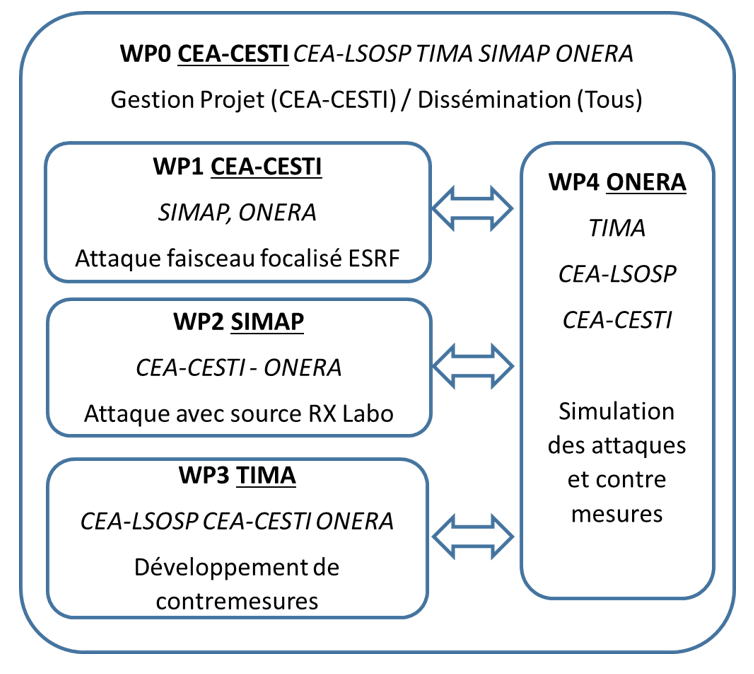 WP0 CEA-CESTI CEA-LSOSP TIMA SIMAP ONERA
Gestion Projet (CEA-CESTI) / Dissémination (Tous)
WP1 CEA-CESTI
SIMAP, ONERA
Attaque faisceau focalisé ESRF
WP2 SIMAP
CEA-CESTI - ONERA
Attaque avec source RX Labo
WP3 TIMA
CEA-LSOSP CEA-CESTI ONERA
Développement de
contremesures
WP4 ONERA
TIMA
CEA-LSOSP
CEA-CESTI
Simulation
des attaques
et contre
mesures